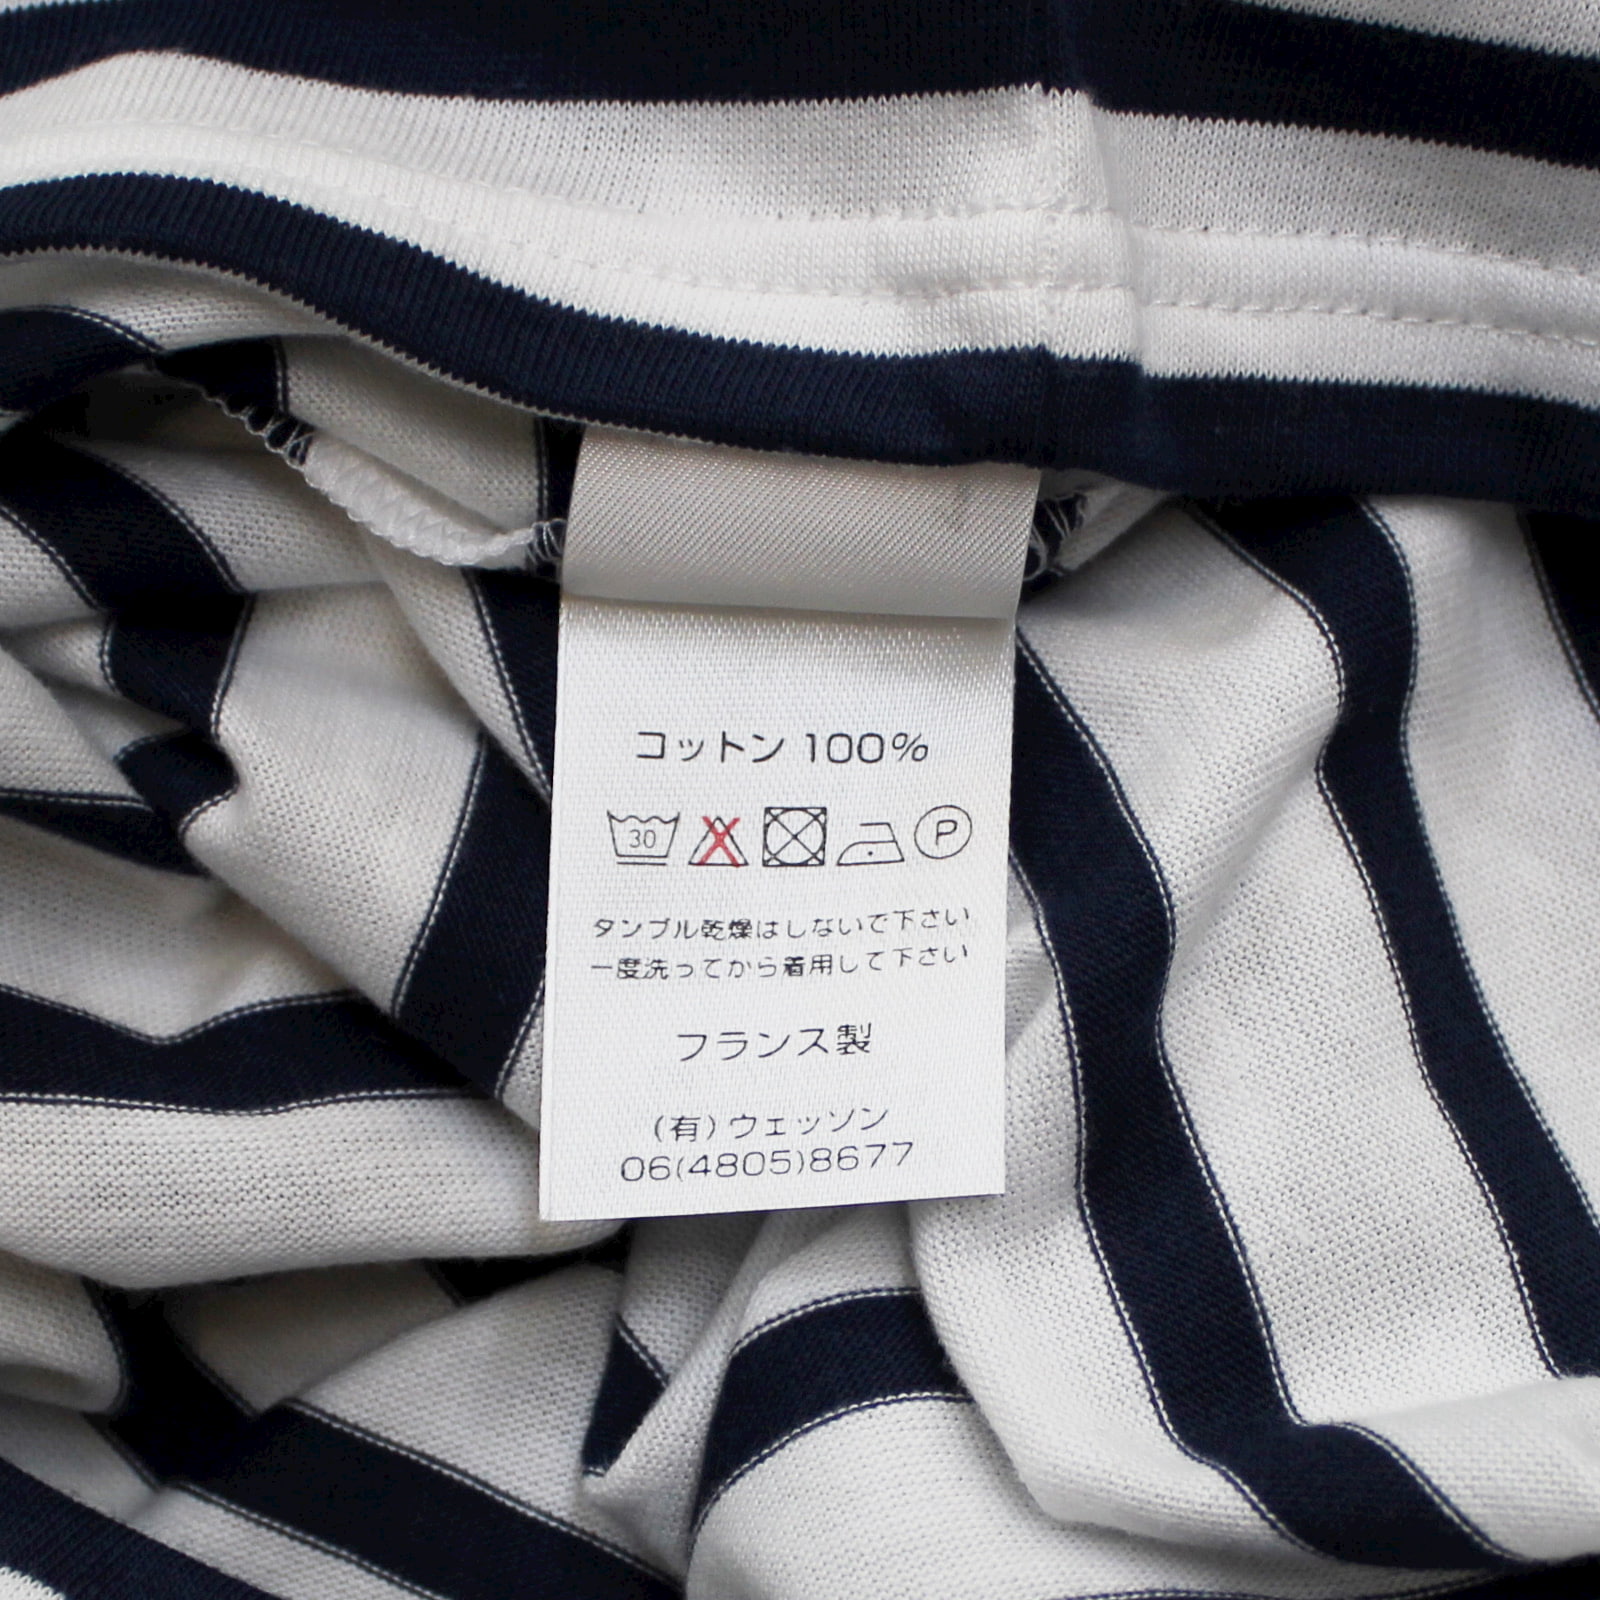 コットン 100%
30
P
タンブル乾燥はしないで下さい
一度洗ってから着用して下さい
フランス製
(有)ウェッソン
06(4805)8677